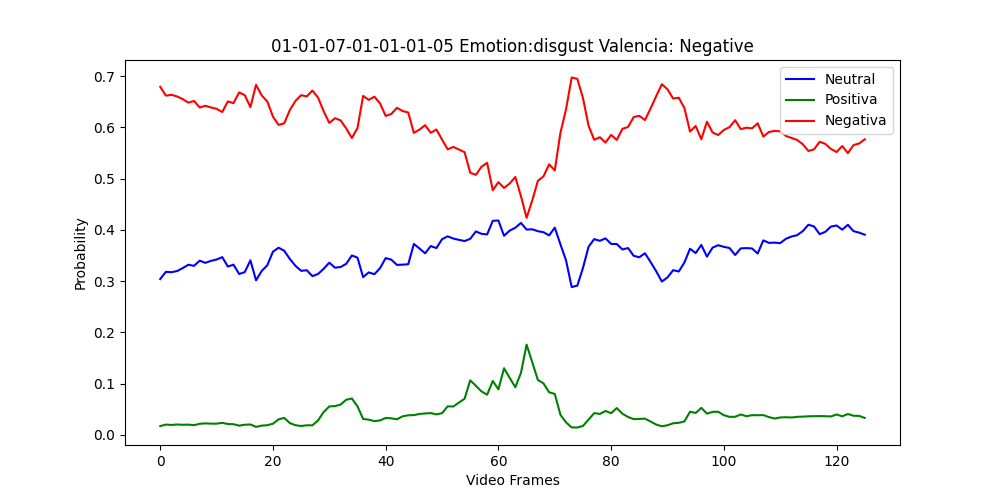 01-01-07-01-01-01-05 Emotion:disgust Valencia: Negative
Neutral
Positiva
Negativa
Probability
0.7
0.6
0.5
0.4
0.3
0.2
0.1
0.0
0 20 40 60 80 100 120
Video Frames